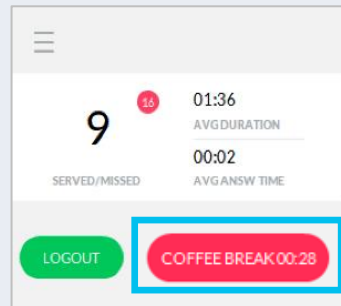 16
01:36
9
AVG DURATION
00:02
SERVED/MISSED
AVG ANSW TIME
LOGOUT
COFFEE BREAK 00:28